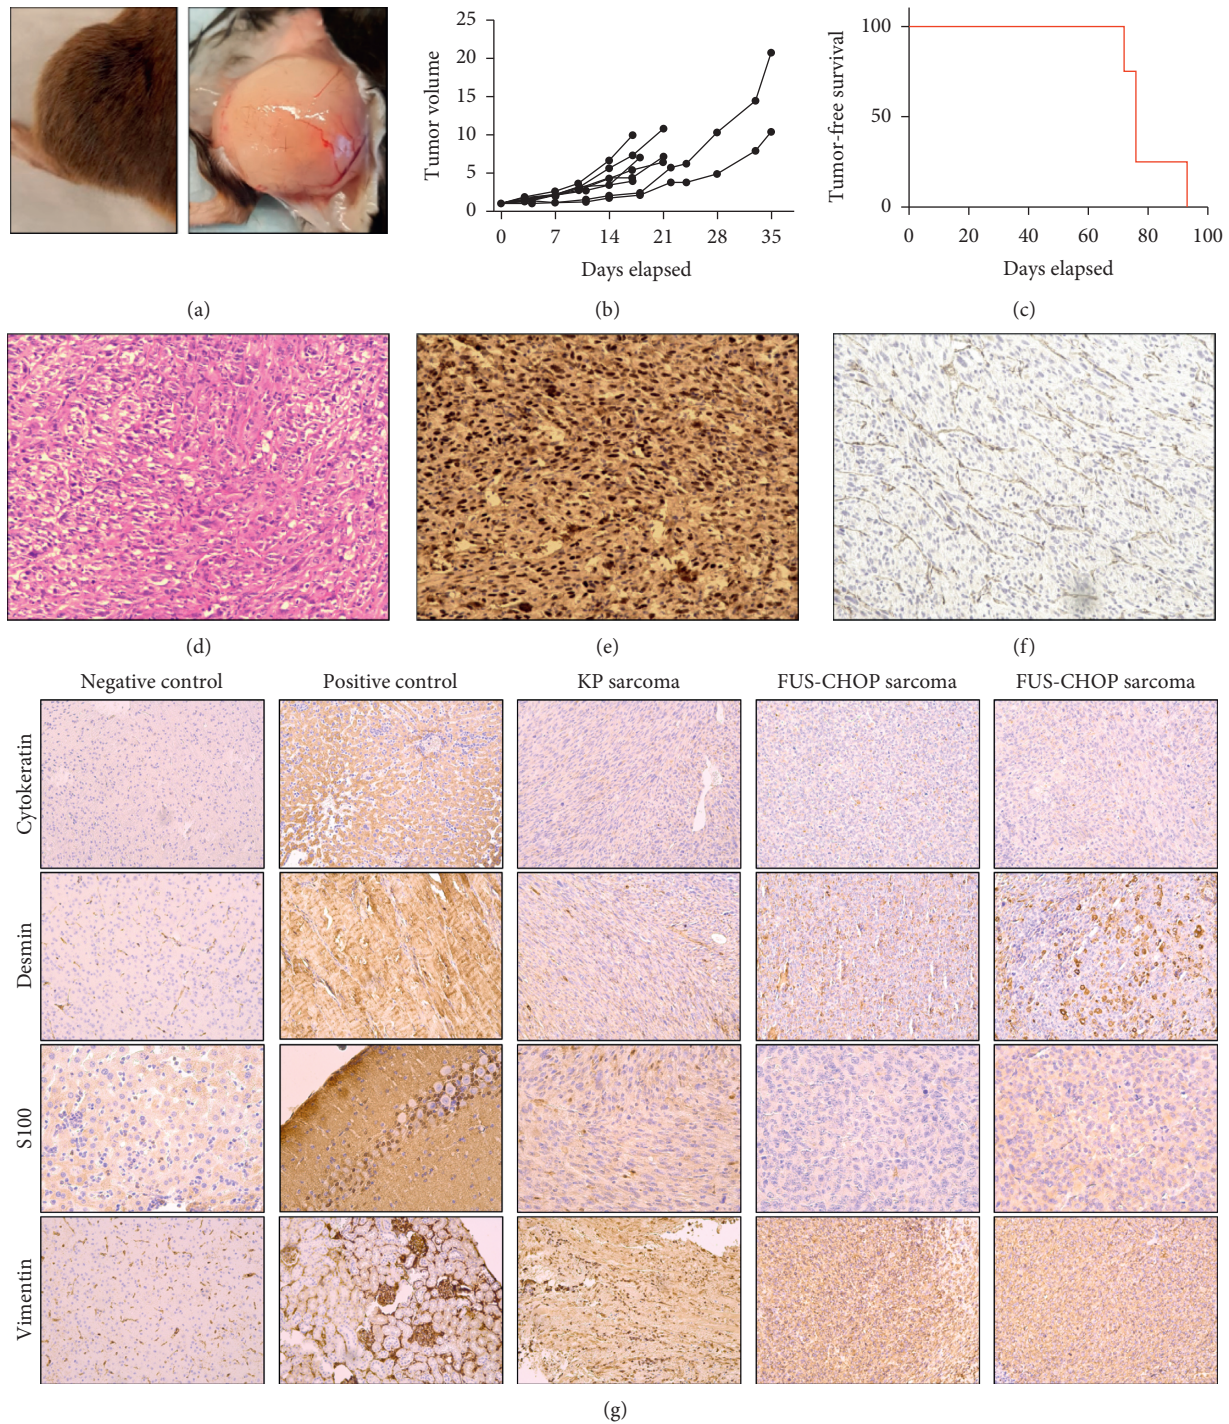 25
20
15
10
5
0
Tumor volume
0 7 14 21 28 35
Days elapsed
100
50
0
Tumor-free survival
0 20 40 60 80 100
Days elapsed
(a)
(b)
(c)
(d)
(e)
(f)
Negative control
Positive control
KP sarcoma
FUS-CHOP sarcoma
FUS-CHOP sarcoma
Cytokeratin
Desmin
S100
Vimentin
(g)